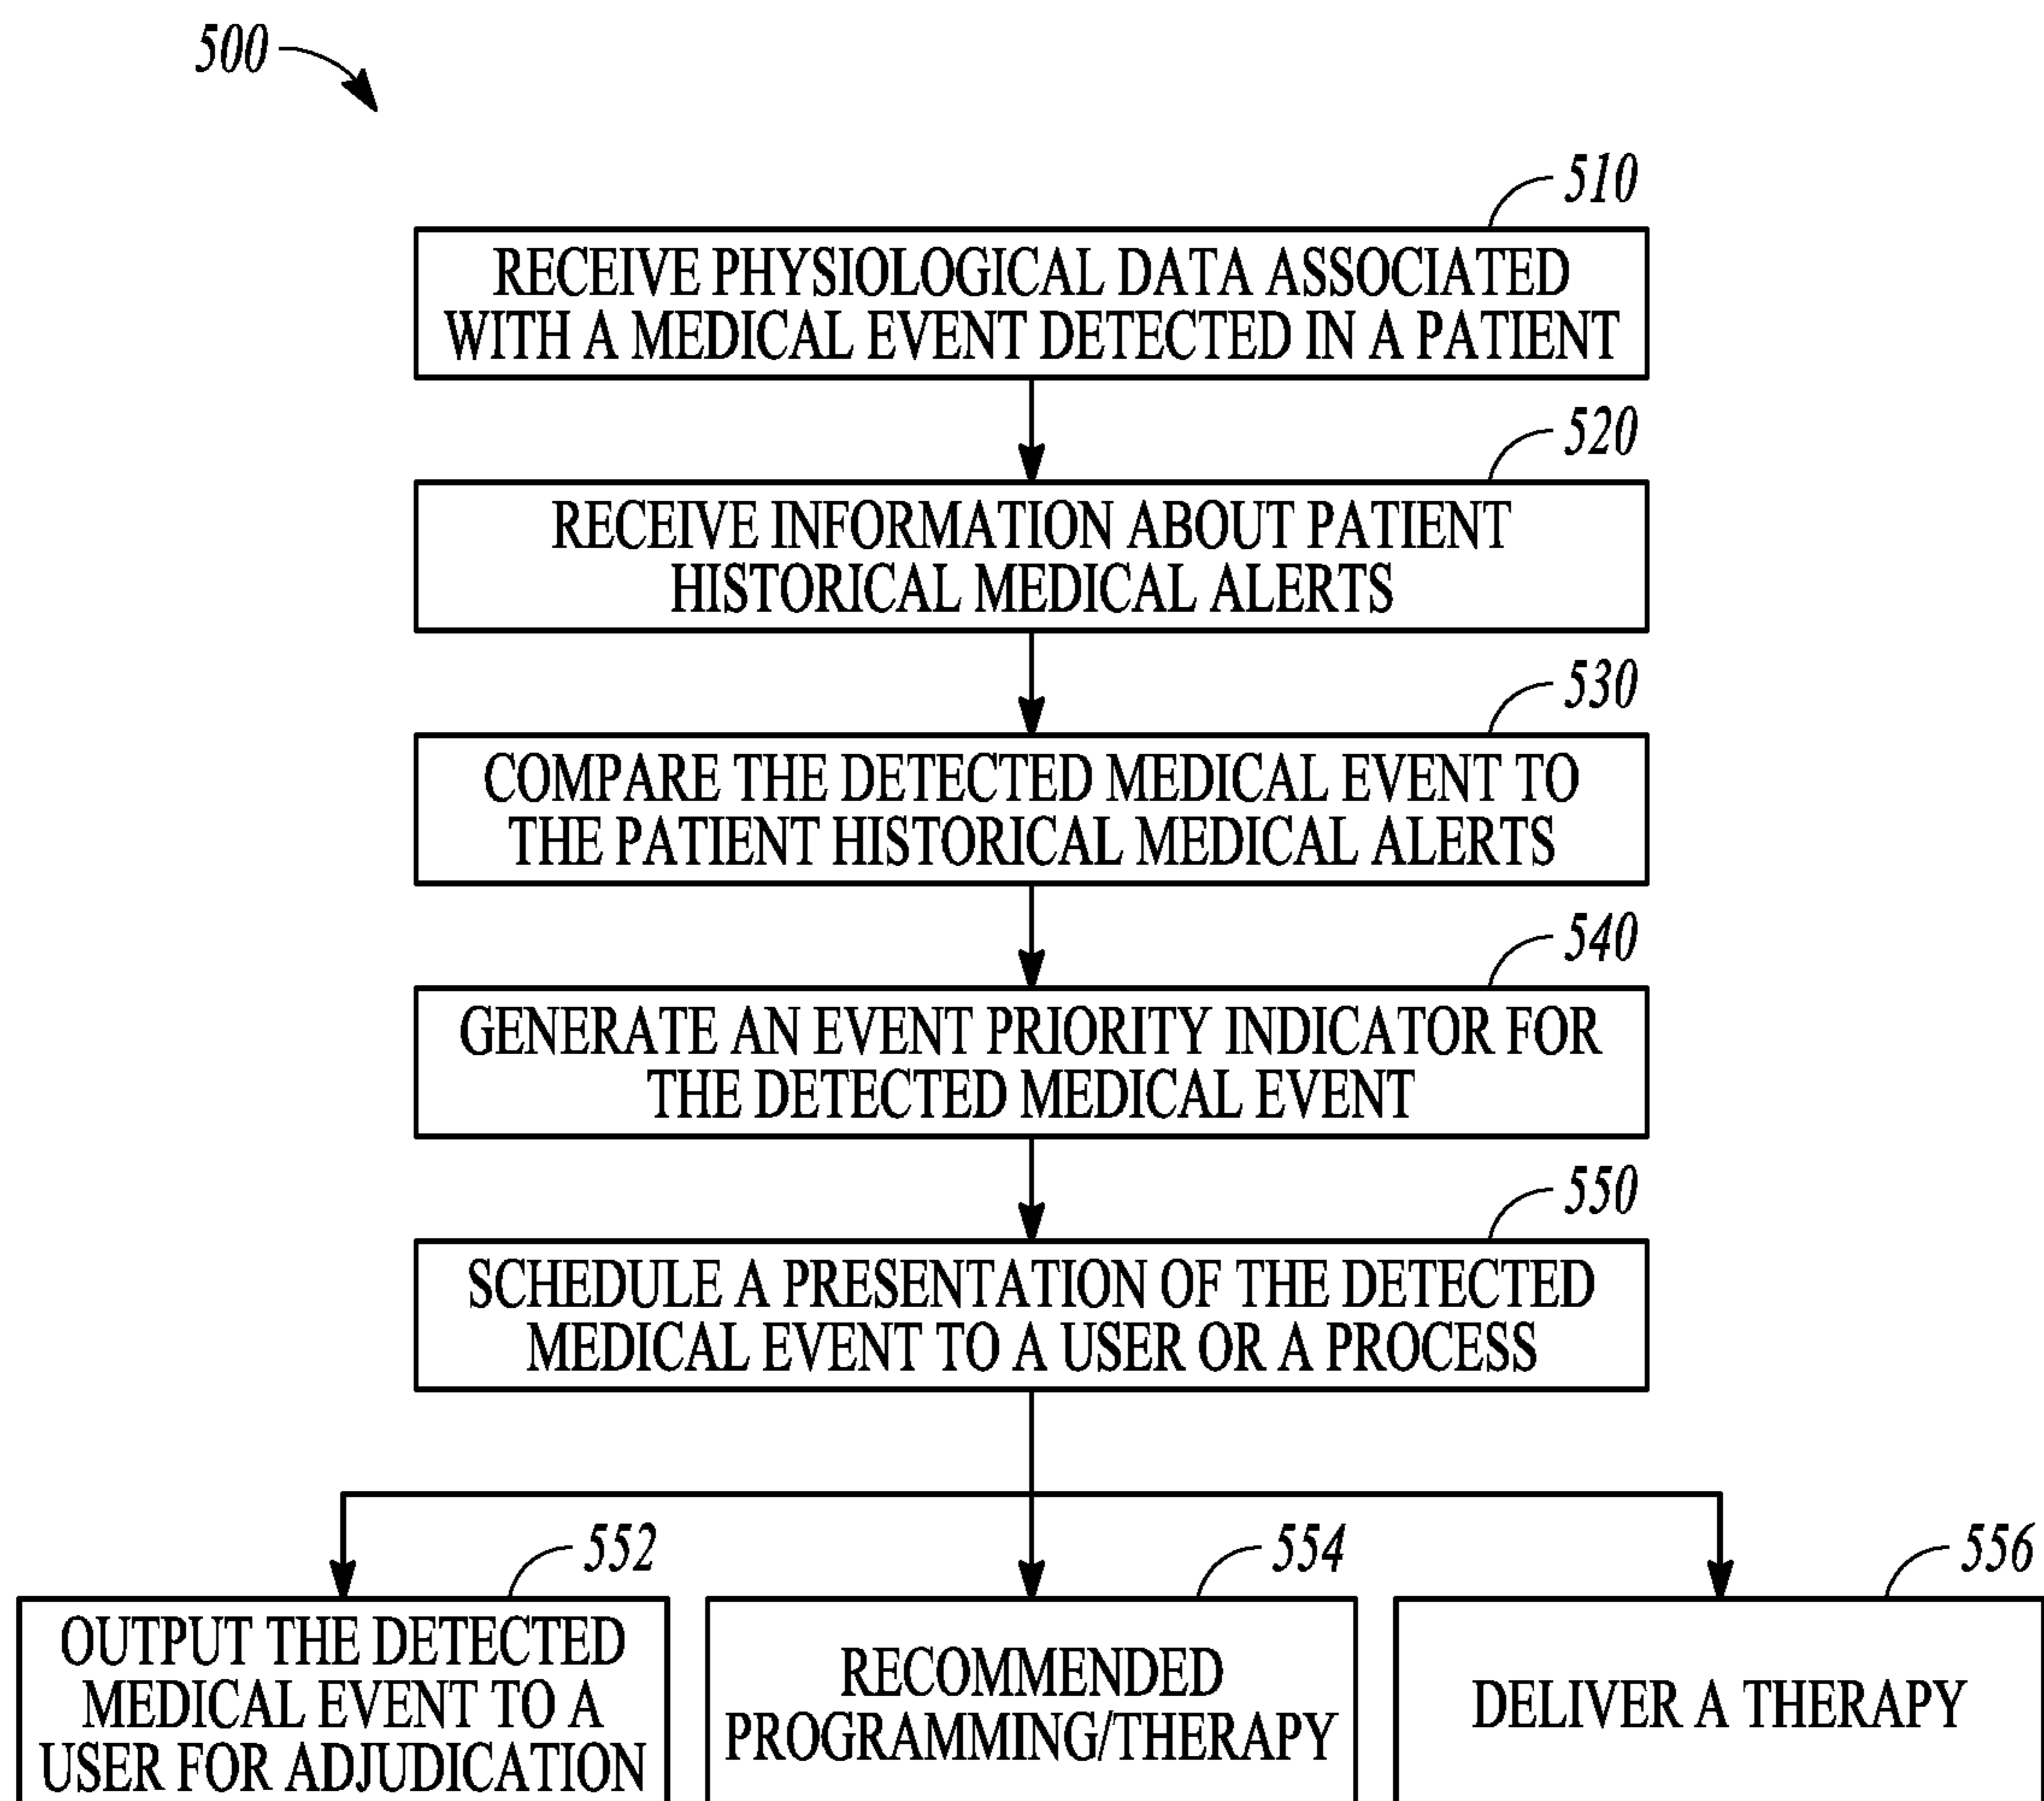 500
510
RECEIVE PHYSIOLOGICAL DATA ASSOCIATED
WITH A MEDICAL EVENT DETECTED IN A PATIENT
520
RECEIVE INFORMATION ABOUT PATIENT
HISTORICAL MEDICAL ALERTS
530
COMPARE THE DETECTED MEDICAL EVENT TO
THE PATIENT HISTORICAL MEDICAL ALERTS
540
GENERATE AN EVENT PRIORITY INDICATOR FOR
THE DETECTED MEDICAL EVENT
550
SCHEDULE A PRESENTATION OF THE DETECTED
MEDICAL EVENT TO A USER OR A PROCESS
552
OUTPUT THE DETECTED
MEDICAL EVENT TO A
USER FOR ADJUDICATION
554
RECOMMENDED
PROGRAMMING/THERAPY
556
DELIVER A THERAPY